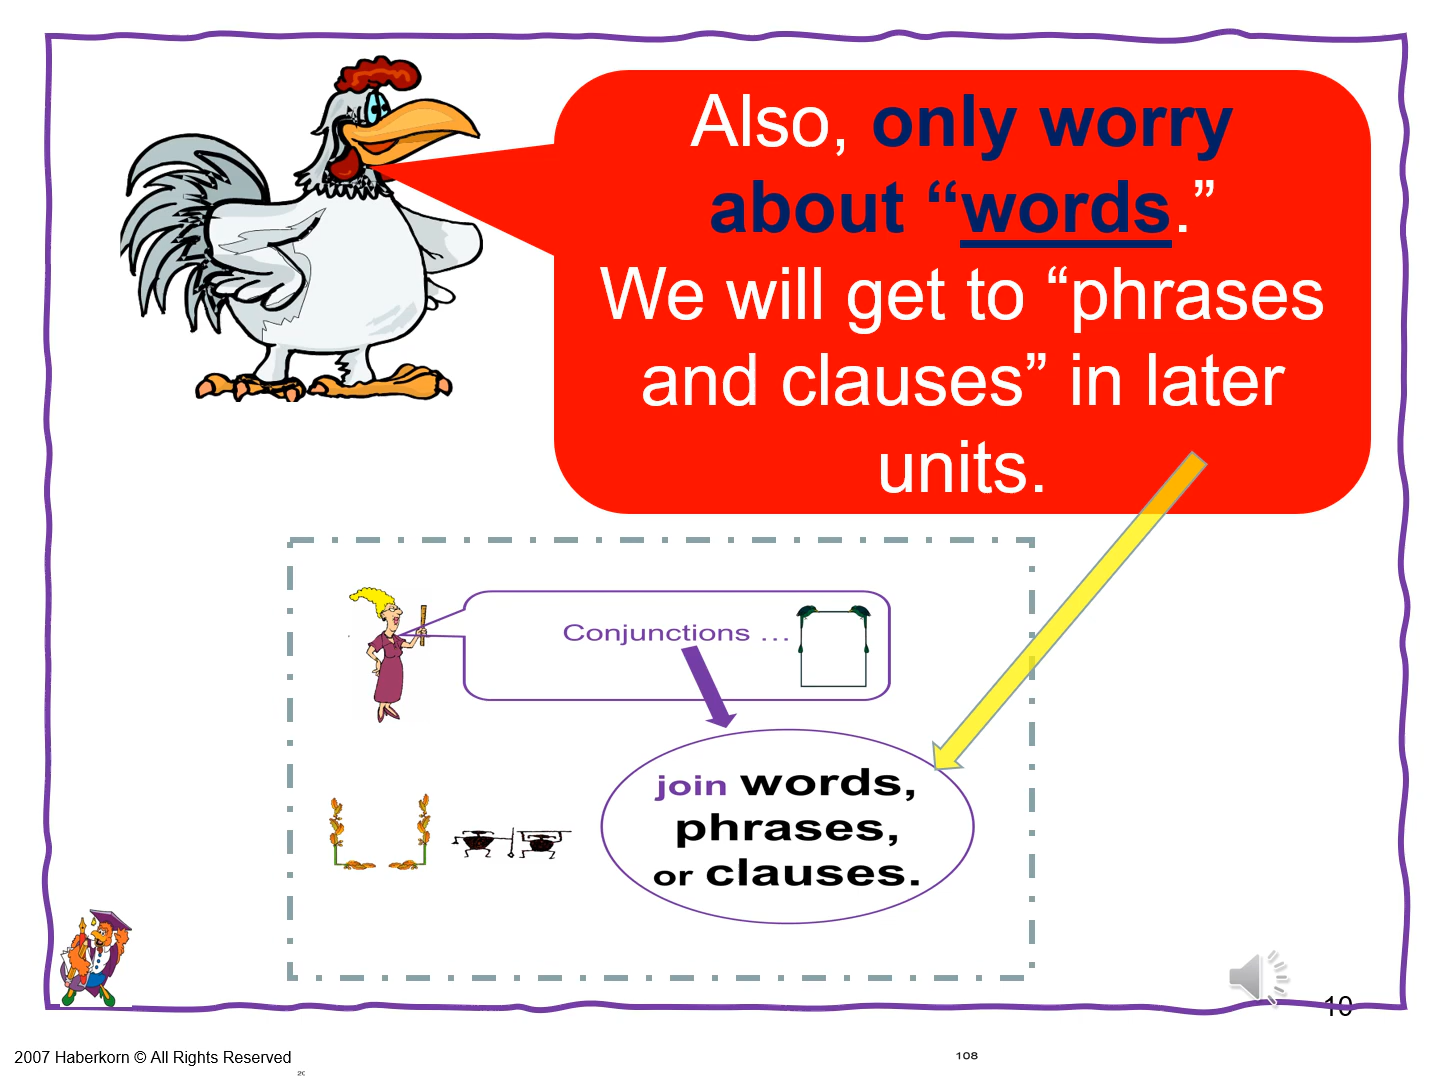 Also, only worry
about “words.”
We will get to “phrases
and clauses” in later
units.
Conjunctions ...
join words,
phrases,
or clauses.
10
2007 Haberkorn © All Rights Reserved
108